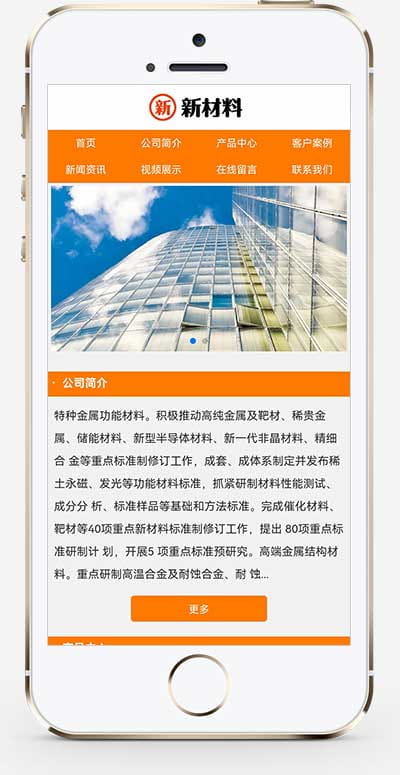 新 新材料
首页 公司简介 产品中心 客户案例
新闻资讯 视频展示 在线留言 联系我们
· 公司简介
特种金属功能材料。积极推动高纯金属及靶材、稀贵金
属、储能材料、新型半导体材料、新一代非晶材料、精细
合 金等重点标准制修订工作，成套、成体系制定并发布稀
土永磁、发光等功能材料标准，抓紧研制材料性能测试、
成分分 析、标准样品等基础和方法标准。完成催化材料、
靶材等40项重点新材料标准制修订工作，提出 80项重点标
准研制计 划，开展5 项重点标准预研究。高端金属结构材
料。重点研制高温合金及耐蚀合金、耐 蚀...
更多